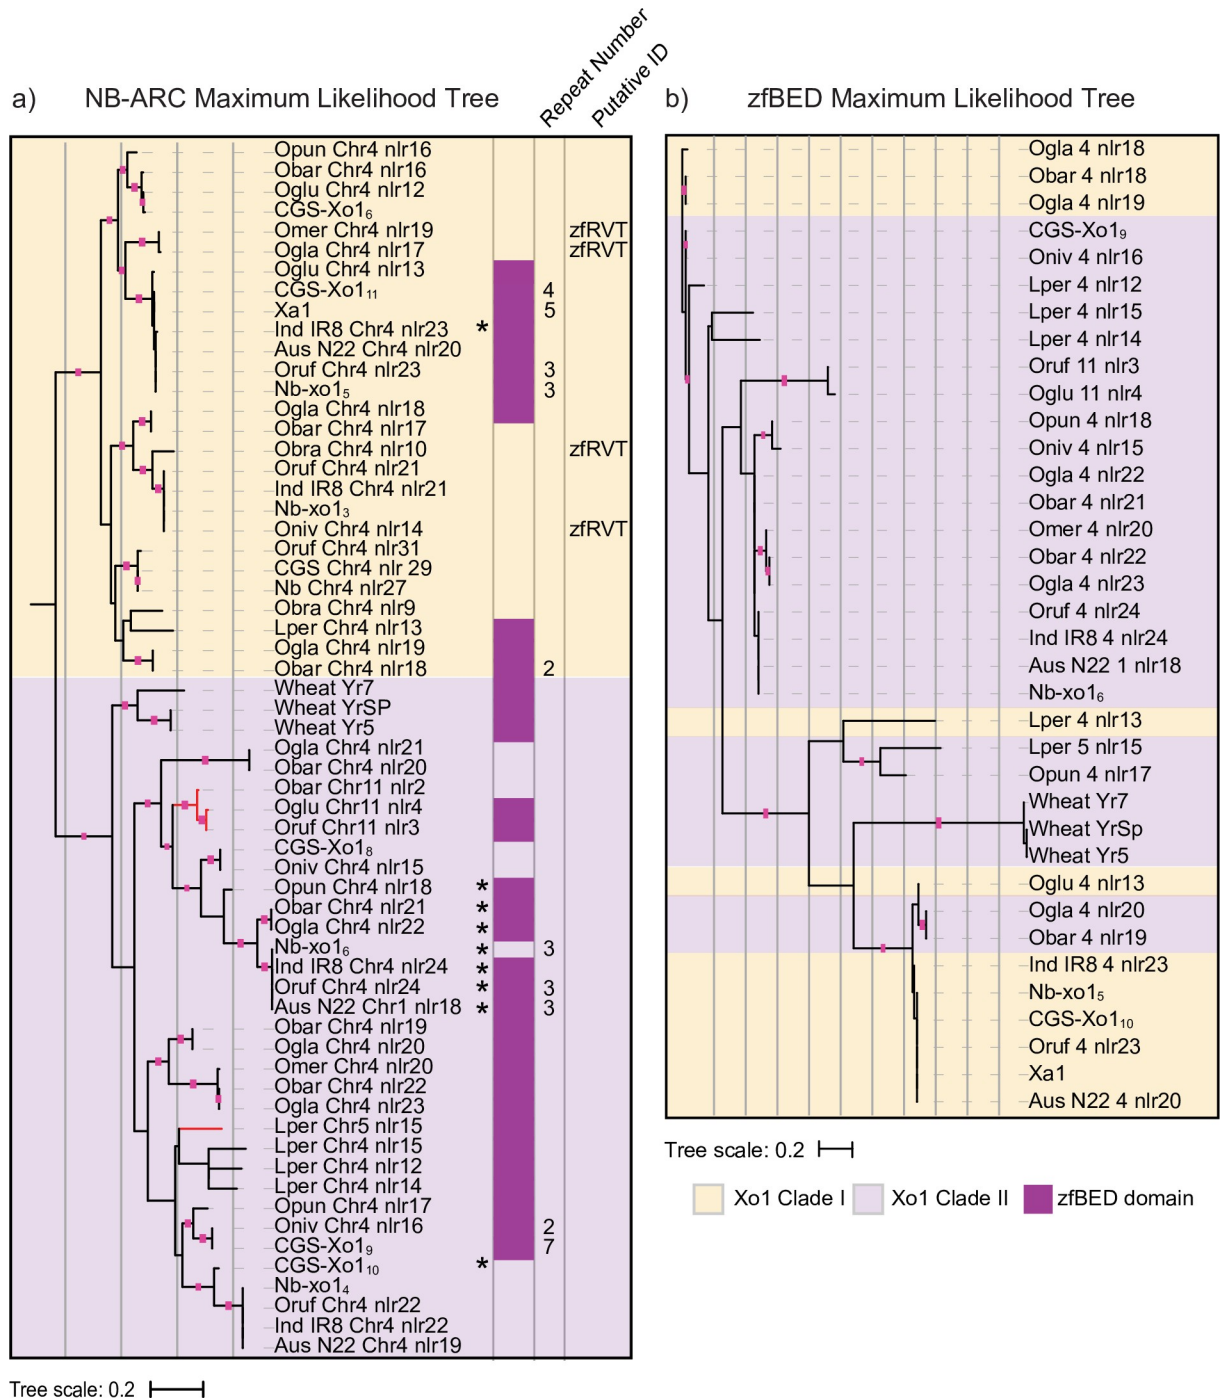 a) NB-ARC Maximum Likelihood Tree
Repeat Number
Putative ID
Opun Chr4 nlr16
Obar Chr4 nlr16
Oglu Chr4 nlr12
CGS-Xo1₆
Omer Chr4 nlr19 zfRVT
Ogla Chr4 nlr17 zfRVT
Oglu Chr4 nlr13
CGS-Xo1₁₁ 4
Xa1 5
Ind IR8 Chr4 nlr23 *
Aus N22 Chr4 nlr20
Oruf Chr4 nlr23 3
Nb-xo1₅ 3
Ogla Chr4 nlr18
Obar Chr4 nlr17
Obra Chr4 nlr10 zfRVT
Oruf Chr4 nlr21
Ind IR8 Chr4 nlr21
Nb-xo1₃
Oniv Chr4 nlr14 zfRVT
Oruf Chr4 nlr31
CGS Chr4 nlr 29
Nb Chr4 nlr27
Obra Chr4 nlr9
Lper Chr4 nlr13
Ogla Chr4 nlr19
Obar Chr4 nlr18 2
Wheat Yr7
Wheat YrSP
Wheat Yr5
Ogla Chr4 nlr21
Obar Chr4 nlr20
Obar Chr11 nlr2
Oglu Chr11 nlr4
Oruf Chr11 nlr3
CGS-Xo1₈
Oniv Chr4 nlr15
Opun Chr4 nlr18 *
Obar Chr4 nlr21 *
Ogla Chr4 nlr22 *
Nb-xo1₆ * 3
Ind IR8 Chr4 nlr24 *
Oruf Chr4 nlr24 * 3
Aus N22 Chr1 nlr18 * 3
Obar Chr4 nlr19
Ogla Chr4 nlr20
Omer Chr4 nlr20
Obar Chr4 nlr22
Ogla Chr4 nlr23
Lper Chr5 nlr15
Lper Chr4 nlr15
Lper Chr4 nlr12
Lper Chr4 nlr14
Opun Chr4 nlr17
Oniv Chr4 nlr16 2
CGS-Xo1₉ 7
CGS-Xo1₁₀ *
Nb-xo1₄
Oruf Chr4 nlr22
Ind IR8 Chr4 nlr22
Aus N22 Chr4 nlr19
Tree scale: 0.2
b) zfBED Maximum Likelihood Tree
Ogla 4 nlr18
Obar 4 nlr18
Ogla 4 nlr19
CGS-Xo1₉
Oniv 4 nlr16
Lper 4 nlr12
Lper 4 nlr15
Lper 4 nlr14
Oruf 11 nlr3
Oglu 11 nlr4
Opun 4 nlr18
Oniv 4 nlr15
Ogla 4 nlr22
Obar 4 nlr21
Omer 4 nlr20
Obar 4 nlr22
Ogla 4 nlr23
Oruf 4 nlr24
Ind IR8 4 nlr24
Aus N22 1 nlr18
Nb-xo1₆
Lper 4 nlr13
Lper 5 nlr15
Opun 4 nlr17
Wheat Yr7
Wheat YrSp
Wheat Yr5
Oglu 4 nlr13
Ogla 4 nlr20
Obar 4 nlr19
Ind IR8 4 nlr23
Nb-xo1₅
CGS-Xo1₁₀
Oruf 4 nlr23
Xa1
Aus N22 4 nlr20
Tree scale: 0.2
Xo1 Clade I Xo1 Clade II zfBED domain